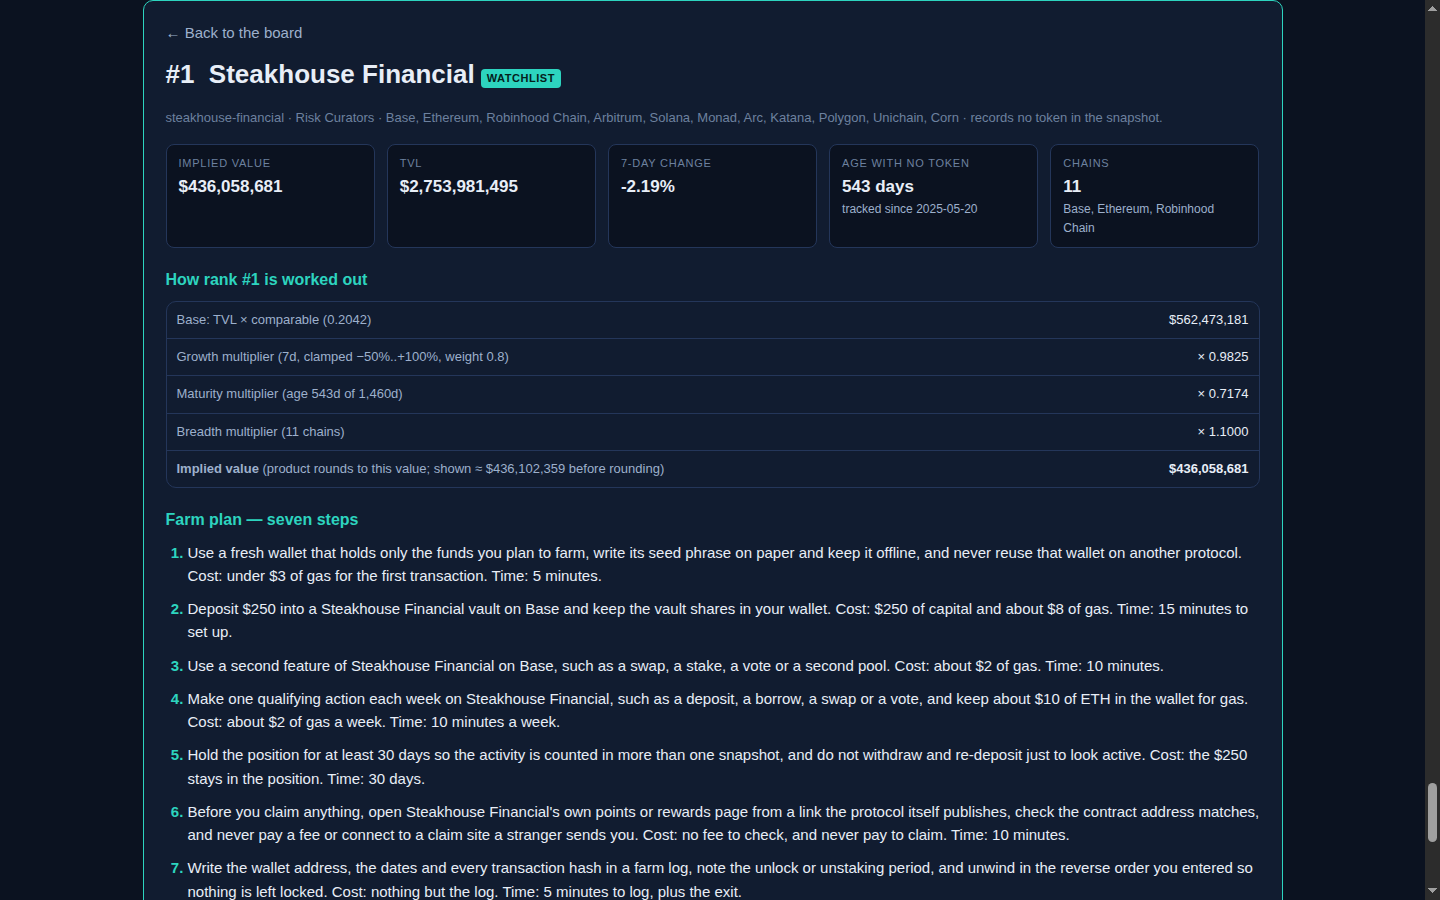 ← Back to the board
#1 Steakhouse Financial WATCHLIST
steakhouse-financial · Risk Curators · Base, Ethereum, Robinhood Chain, Arbitrum, Solana, Monad, Arc, Katana, Polygon, Unichain, Corn · records no token in the snapshot.
IMPLIED VALUE
$436,058,681
TVL
$2,753,981,495
7-DAY CHANGE
-2.19%
AGE WITH NO TOKEN
543 days
tracked since 2025-05-20
CHAINS
11
Base, Ethereum, Robinhood
Chain
How rank #1 is worked out
Base: TVL × comparable (0.2042) $562,473,181
Growth multiplier (7d, clamped −50%..+100%, weight 0.8) × 0.9825
Maturity multiplier (age 543d of 1,460d) × 0.7174
Breadth multiplier (11 chains) × 1.1000
Implied value (product rounds to this value; shown ≈ $436,102,359 before rounding) $436,058,681
Farm plan — seven steps
1. Use a fresh wallet that holds only the funds you plan to farm, write its seed phrase on paper and keep it offline, and never reuse that wallet on another protocol.
Cost: under $3 of gas for the first transaction. Time: 5 minutes.
2. Deposit $250 into a Steakhouse Financial vault on Base and keep the vault shares in your wallet. Cost: $250 of capital and about $8 of gas. Time: 15 minutes to
set up.
3. Use a second feature of Steakhouse Financial on Base, such as a swap, a stake, a vote or a second pool. Cost: about $2 of gas. Time: 10 minutes.
4. Make one qualifying action each week on Steakhouse Financial, such as a deposit, a borrow, a swap or a vote, and keep about $10 of ETH in the wallet for gas.
Cost: about $2 of gas a week. Time: 10 minutes a week.
5. Hold the position for at least 30 days so the activity is counted in more than one snapshot, and do not withdraw and re-deposit just to look active. Cost: the $250
stays in the position. Time: 30 days.
6. Before you claim anything, open Steakhouse Financial's own points or rewards page from a link the protocol itself publishes, check the contract address matches,
and never pay a fee or connect to a claim site a stranger sends you. Cost: no fee to check, and never pay to claim. Time: 10 minutes.
7. Write the wallet address, the dates and every transaction hash in a farm log, note the unlock or unstaking period, and unwind in the reverse order you entered so
nothing is left locked. Cost: nothing but the log. Time: 5 minutes to log, plus the exit.